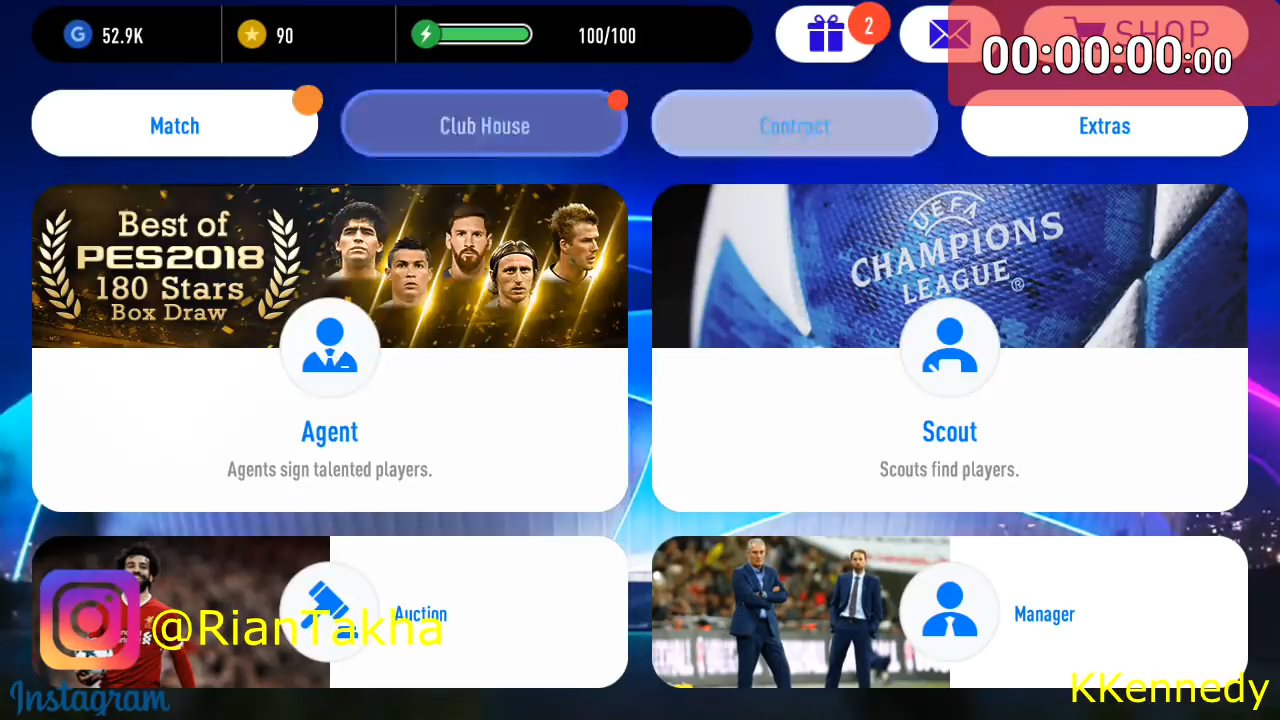 G 52.9K
90
100/100
2
SHOP
00:00:00:00
Match
Club House
Contract
Extras
Best of
PES2018
180 Stars
Box Draw
UEFA
CHAMPIONS
LEAGUE®
Agent
Agents sign talented players.
Scout
Scouts find players.
Auction
Manager
@RianTakha
Instagram
KKennedy